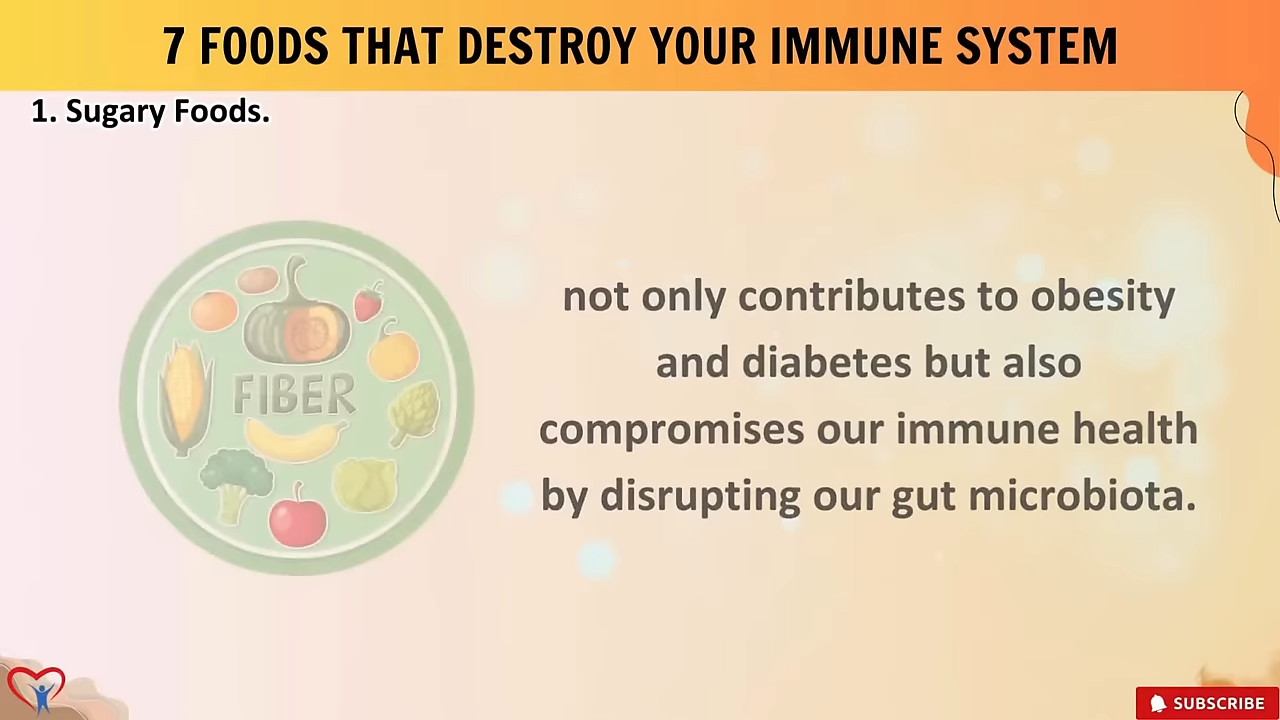 7 FOODS THAT DESTROY YOUR IMMUNE SYSTEM
1. Sugary Foods.
FIBER
not only contributes to obesity
and diabetes but also
compromises our immune health
by disrupting our gut microbiota.
SUBSCRIBE